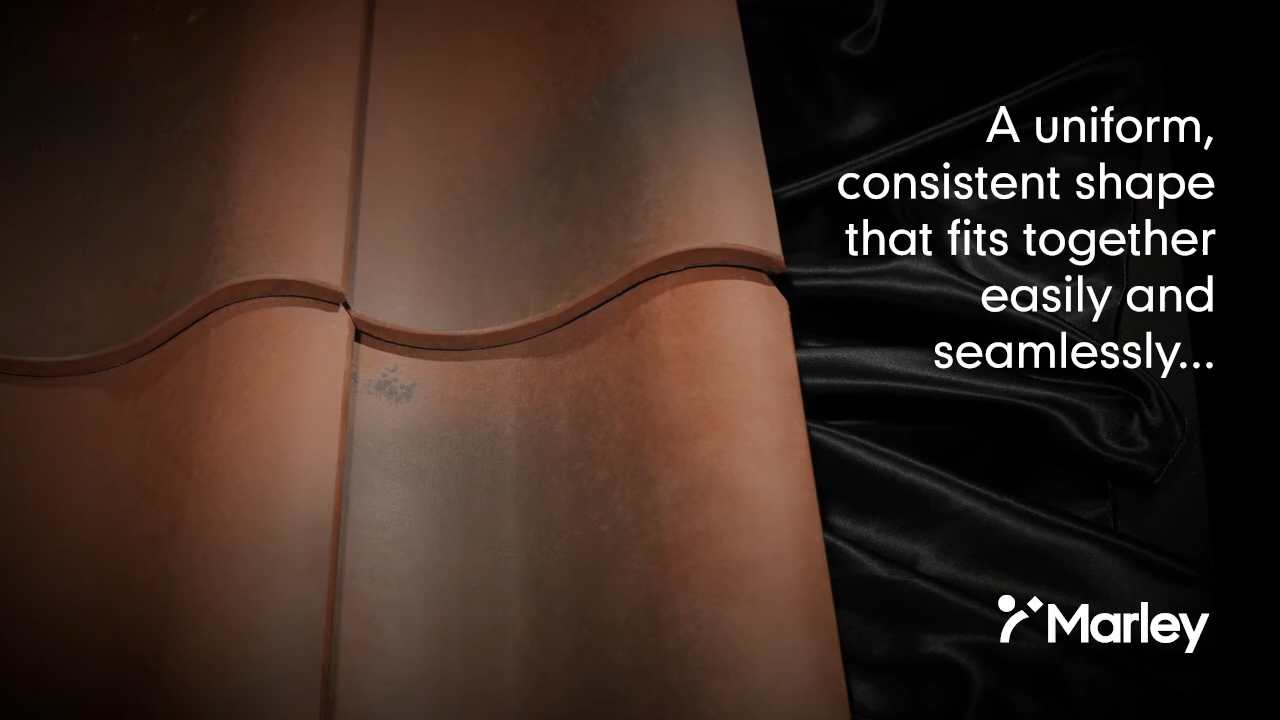 A uniform,
consistent shape
that fits together
easily and
seamlessly...
Marley